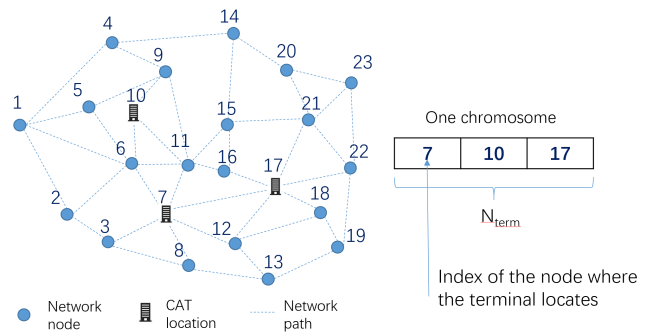 4
14
9
20
23
5
10
1
15
21
6
11
16
17
22
2
7
18
3
12
19
8
13
Network
node
CAT
location
Network
path
One chromosome
7 10 17
Nterm
Index of the node where
the terminal locates